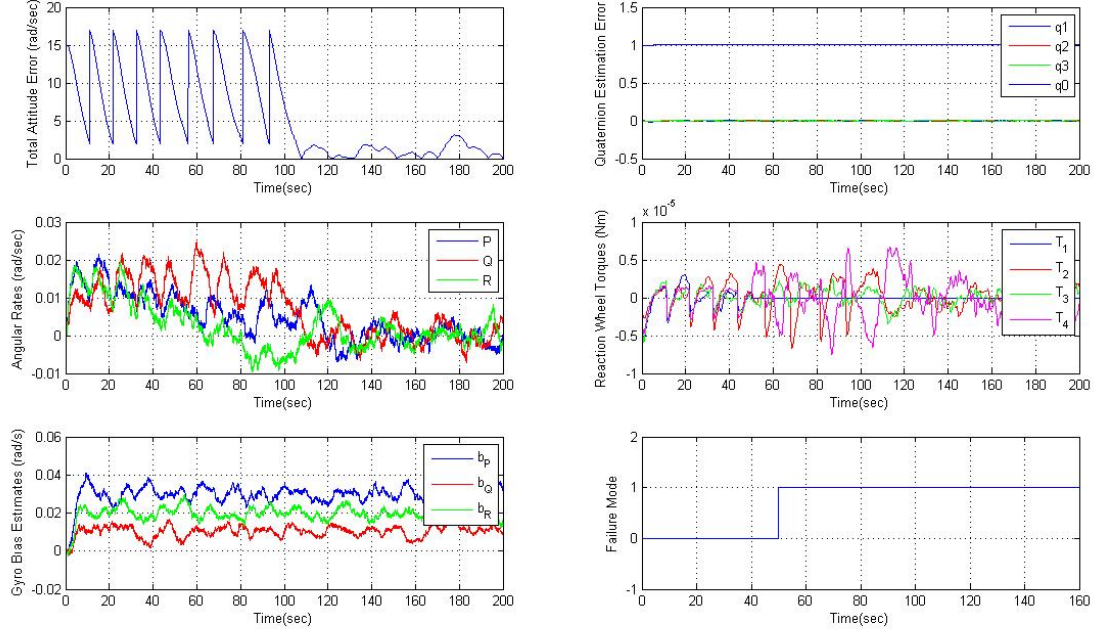 Total Attitude Error (rad/sec)
20
15
10
5
0
0 20 40 60 80 100 120 140 160 180 200
Time(sec)
Quaternion Estimation Error
1.5
1
0.5
0
-0.5
q1
q2
q3
q0
0 20 40 60 80 100 120 140 160 180 200
Time(sec)
Angular Rates (rad/sec)
0.03
0.02
0.01
0
-0.01
P
Q
R
0 20 40 60 80 100 120 140 160 180 200
Time(sec)
Reaction Wheel Torques (Nm)
x 10^-5
1
0.5
0
-0.5
-1
T_1
T_2
T_3
T_4
0 20 40 60 80 100 120 140 160 180 200
Time(sec)
Gyro Bias Estimates (rad/s)
0.06
0.04
0.02
0
-0.02
b_P
b_Q
b_R
0 20 40 60 80 100 120 140 160 180 200
Time(sec)
Failure Mode
2
1
0
-1
0 20 40 60 80 100 120 140 160
Time(sec)